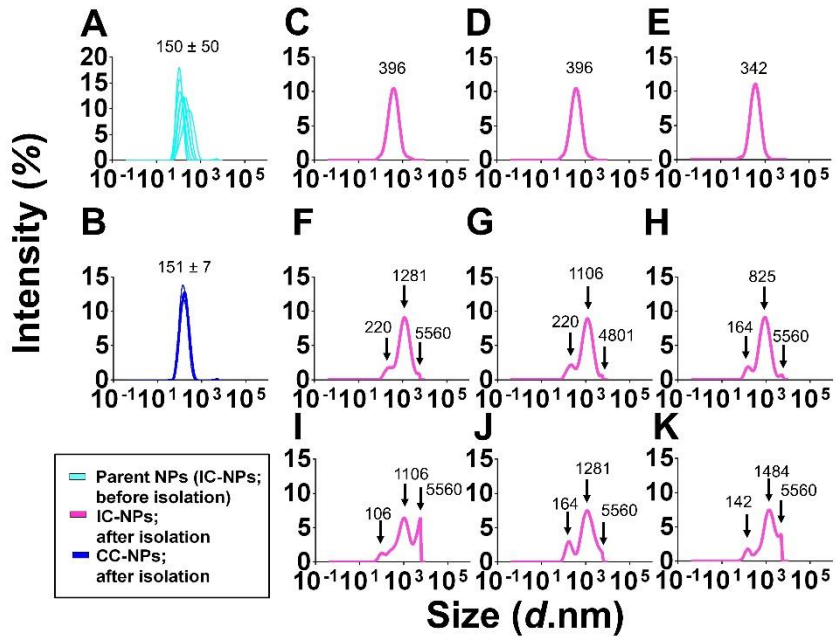 A
150 ± 50
20
15
10
5
0
10-1 101 103 105
C
396
15
10
5
0
10-1 101 103 105
D
396
15
10
5
0
10-1 101 103 105
E
342
15
10
5
0
10-1 101 103 105
Intensity (%)
B
151 ± 7
15
10
5
0
10-1 101 103 105
F
1281
220
5560
15
10
5
0
10-1 101 103 105
G
1106
220
4801
15
10
5
0
10-1 101 103 105
H
825
164
5560
15
10
5
0
10-1 101 103 105
Parent NPs (IC-NPs;
before isolation)
IC-NPs;
after isolation
CC-NPs;
after isolation
I
1106
106
5560
15
10
5
0
10-1 101 103 105
J
1281
164
5560
15
10
5
0
10-1 101 103 105
K
1484
142
5560
15
10
5
0
10-1 101 103 105
Size (d.nm)